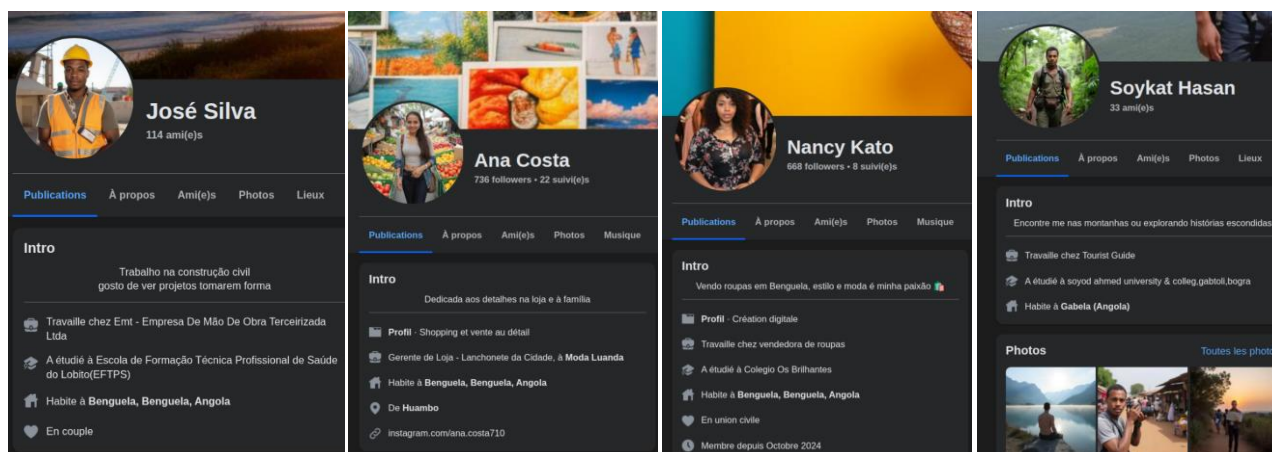 José Silva
114 ami(e)s
Publications À propos Ami(e)s Photos Lieux
Intro
Trabalho na construção civil
gosto de ver projetos tomarem forma
Travaille chez Emt - Empresa De Mão De Obra Terceirizada
Ltda
A étudié à Escola de Formação Técnica Profissional de Saúde
do Lobito(EFTPS)
Habite à Benguela, Benguela, Angola
En couple
Ana Costa
736 followers • 22 suivi(e)s
Publications À propos Ami(e)s Photos Musique
Intro
Dedicada aos detalhes na loja e à família
Profil · Shopping et vente au détail
Gerente de Loja - Lanchonete da Cidade, à Moda Luanda
Habite à Benguela, Benguela, Angola
De Huambo
instagram.com/ana.costa710
Nancy Kato
668 followers • 8 suivi(e)s
Publications À propos Ami(e)s Photos Musique
Intro
Vendo roupas em Benguela, estilo e moda é minha paixão 🛍️
Profil · Création digitale
Travaille chez vendedora de roupas
A étudié à Colegio Os Brilhantes
Habite à Benguela, Benguela, Angola
En union civile
Membre depuis Octobre 2024
Soykat Hasan
33 ami(e)s
Publications À propos Ami(e)s Photos Lieux
Intro
Encontre me nas montanhas ou explorando histórias escondidas
Travaille chez Tourist Guide
A étudié à soyod ahmed university & colleg,gabtoli,bogra
Habite à Gabela (Angola)
Photos Toutes les photo